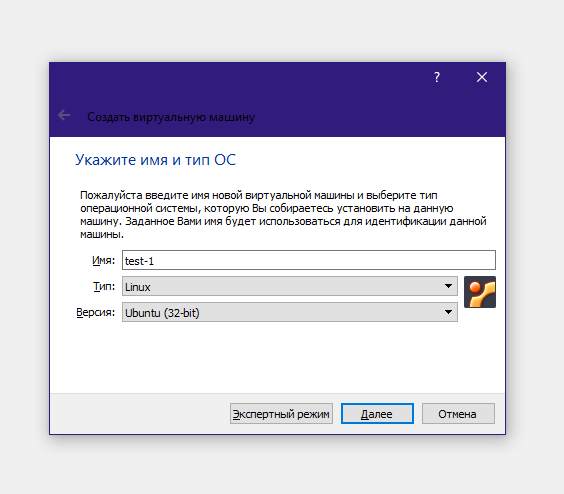 ?
Создать виртуальную машину
Укажите имя и тип ОС
Пожалуйста введите имя новой виртуальной машины и выберите тип
операционной системы, которую Вы собираетесь установить на данную
машину. Заданное Вами имя будет использоваться для идентификации данной
машины.
Имя: test-1
Тип: Linux
Версия: Ubuntu (32-bit)
Экспертный режим Далее Отмена